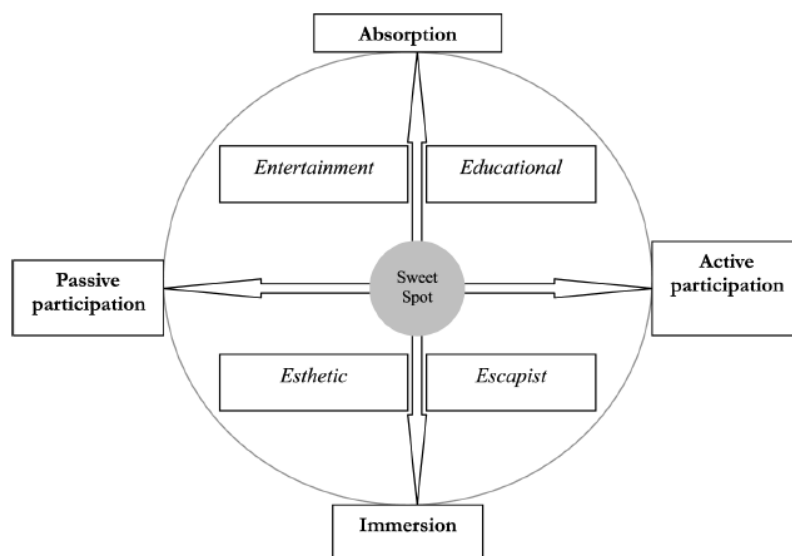 Absorption
Entertainment
Educational
Passive
participation
Sweet
Spot
Active
participation
Esthetic
Escapist
Immersion